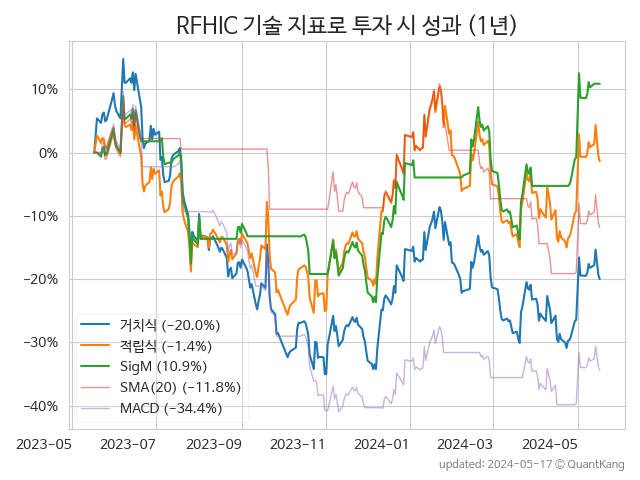 RFHIC 기술 지표로 투자 시 성과 (1년)
10%
0%
−10%
−20%
−30%
−40%
거치식 (−20.0%)
적립식 (−1.4%)
SigM (10.9%)
SMA(20) (−11.8%)
MACD (−34.4%)
2023−05
2023−07
2023−09
2023−11
2024−01
2024−03
2024−05
updated: 2024−05−17 © QuantKang